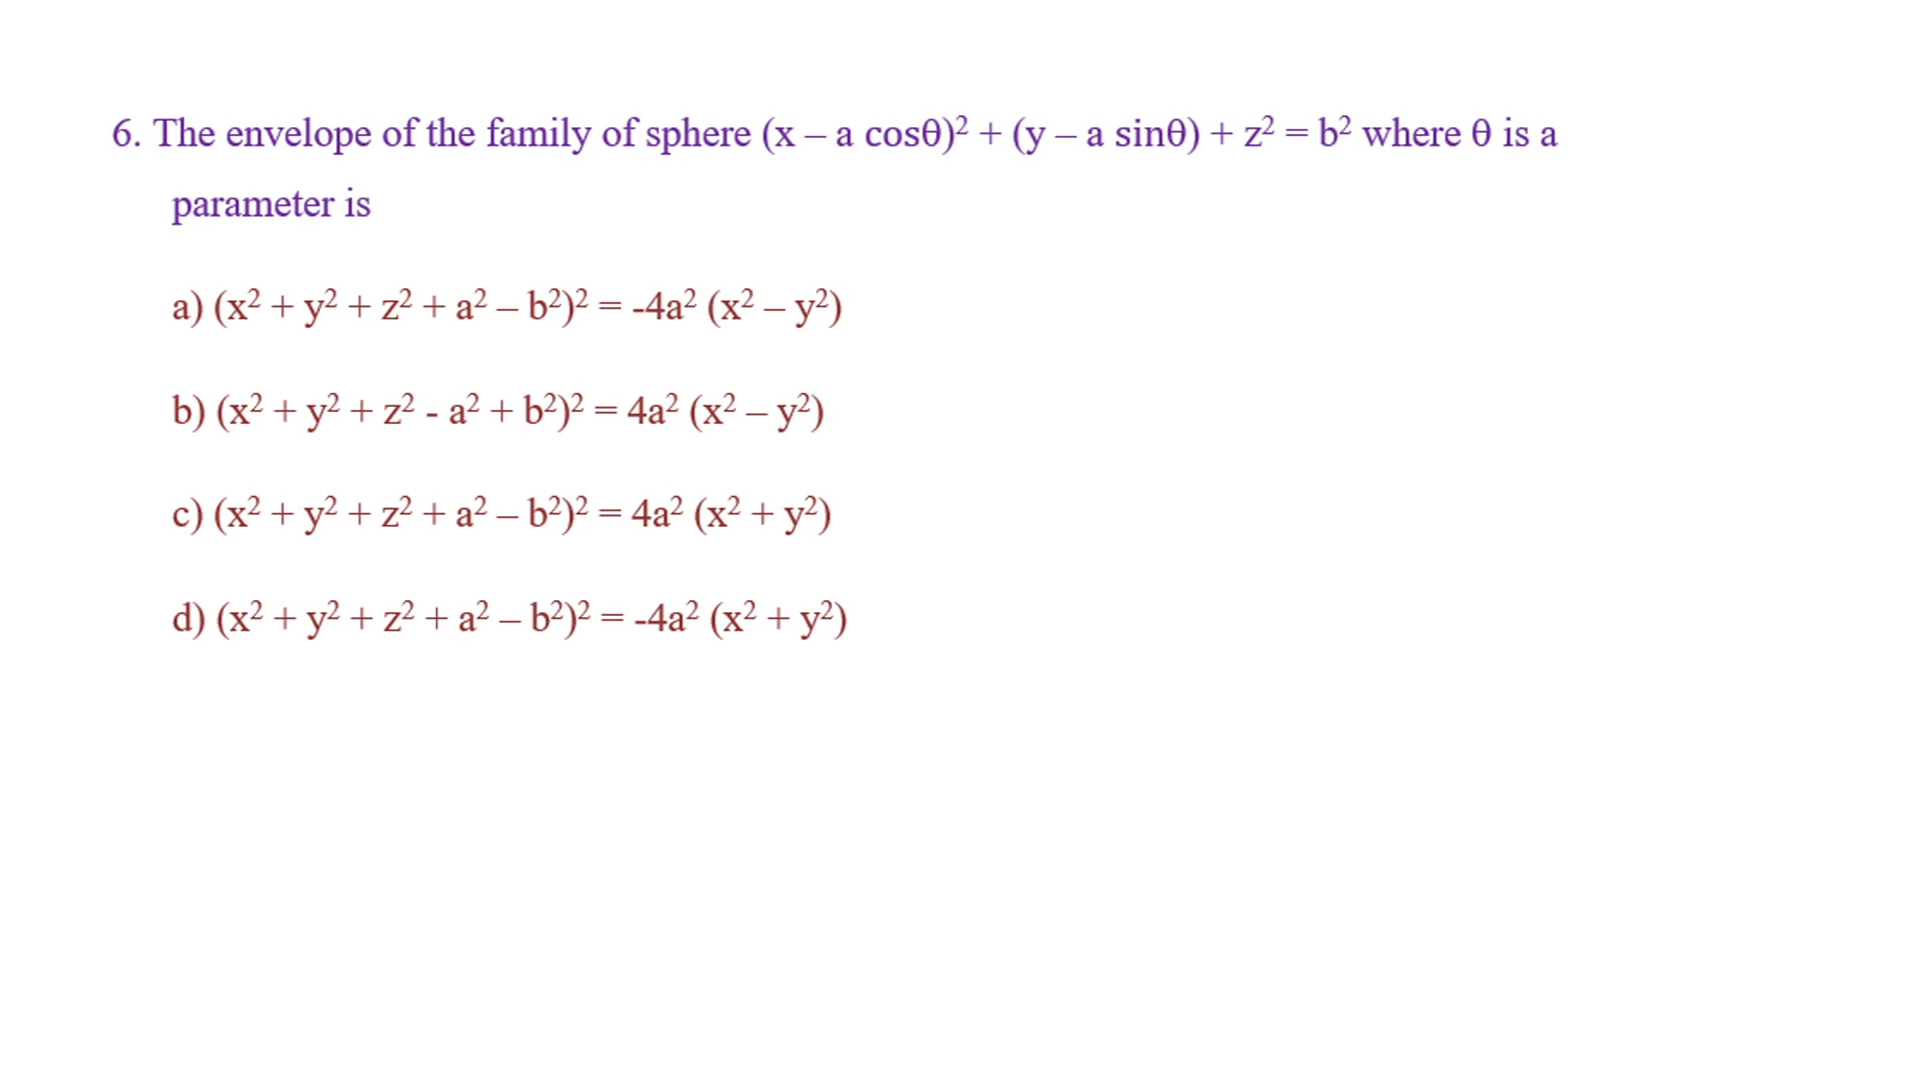 6. The envelope of the family of sphere (x – a cosθ)² + (y – a sinθ) + z² = b² where θ is a
parameter is
a) (x² + y² + z² + a² – b²)² = -4a² (x² – y²)
b) (x² + y² + z² - a² + b²)² = 4a² (x² – y²)
c) (x² + y² + z² + a² – b²)² = 4a² (x² + y²)
d) (x² + y² + z² + a² – b²)² = -4a² (x² + y²)